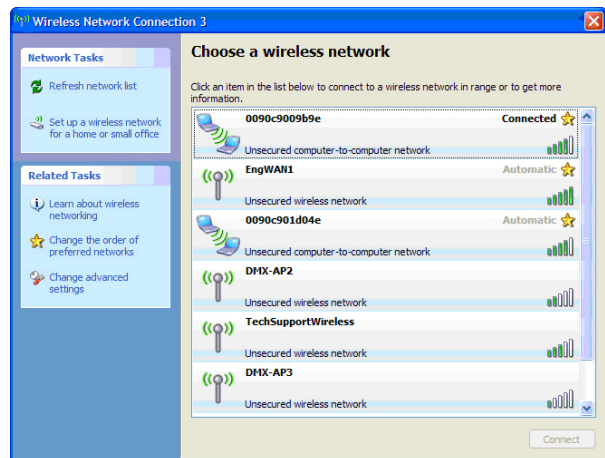 Wireless Network Connection 3
Network Tasks
Refresh network list
Set up a wireless network
for a home or small office
Related Tasks
Learn about wireless
networking
Change the order of
preferred networks
Change advanced
settings
Choose a wireless network
Click an item in the list below to connect to a wireless network in range or to get more
information.
0090c9009b9e Connected
Unsecured computer-to-computer network
EngWAN1 Automatic
Unsecured wireless network
0090c901d04e Automatic
Unsecured computer-to-computer network
DMX-AP2
Unsecured wireless network
TechSupportWireless
Unsecured wireless network
DMX-AP3
Unsecured wireless network
Connect